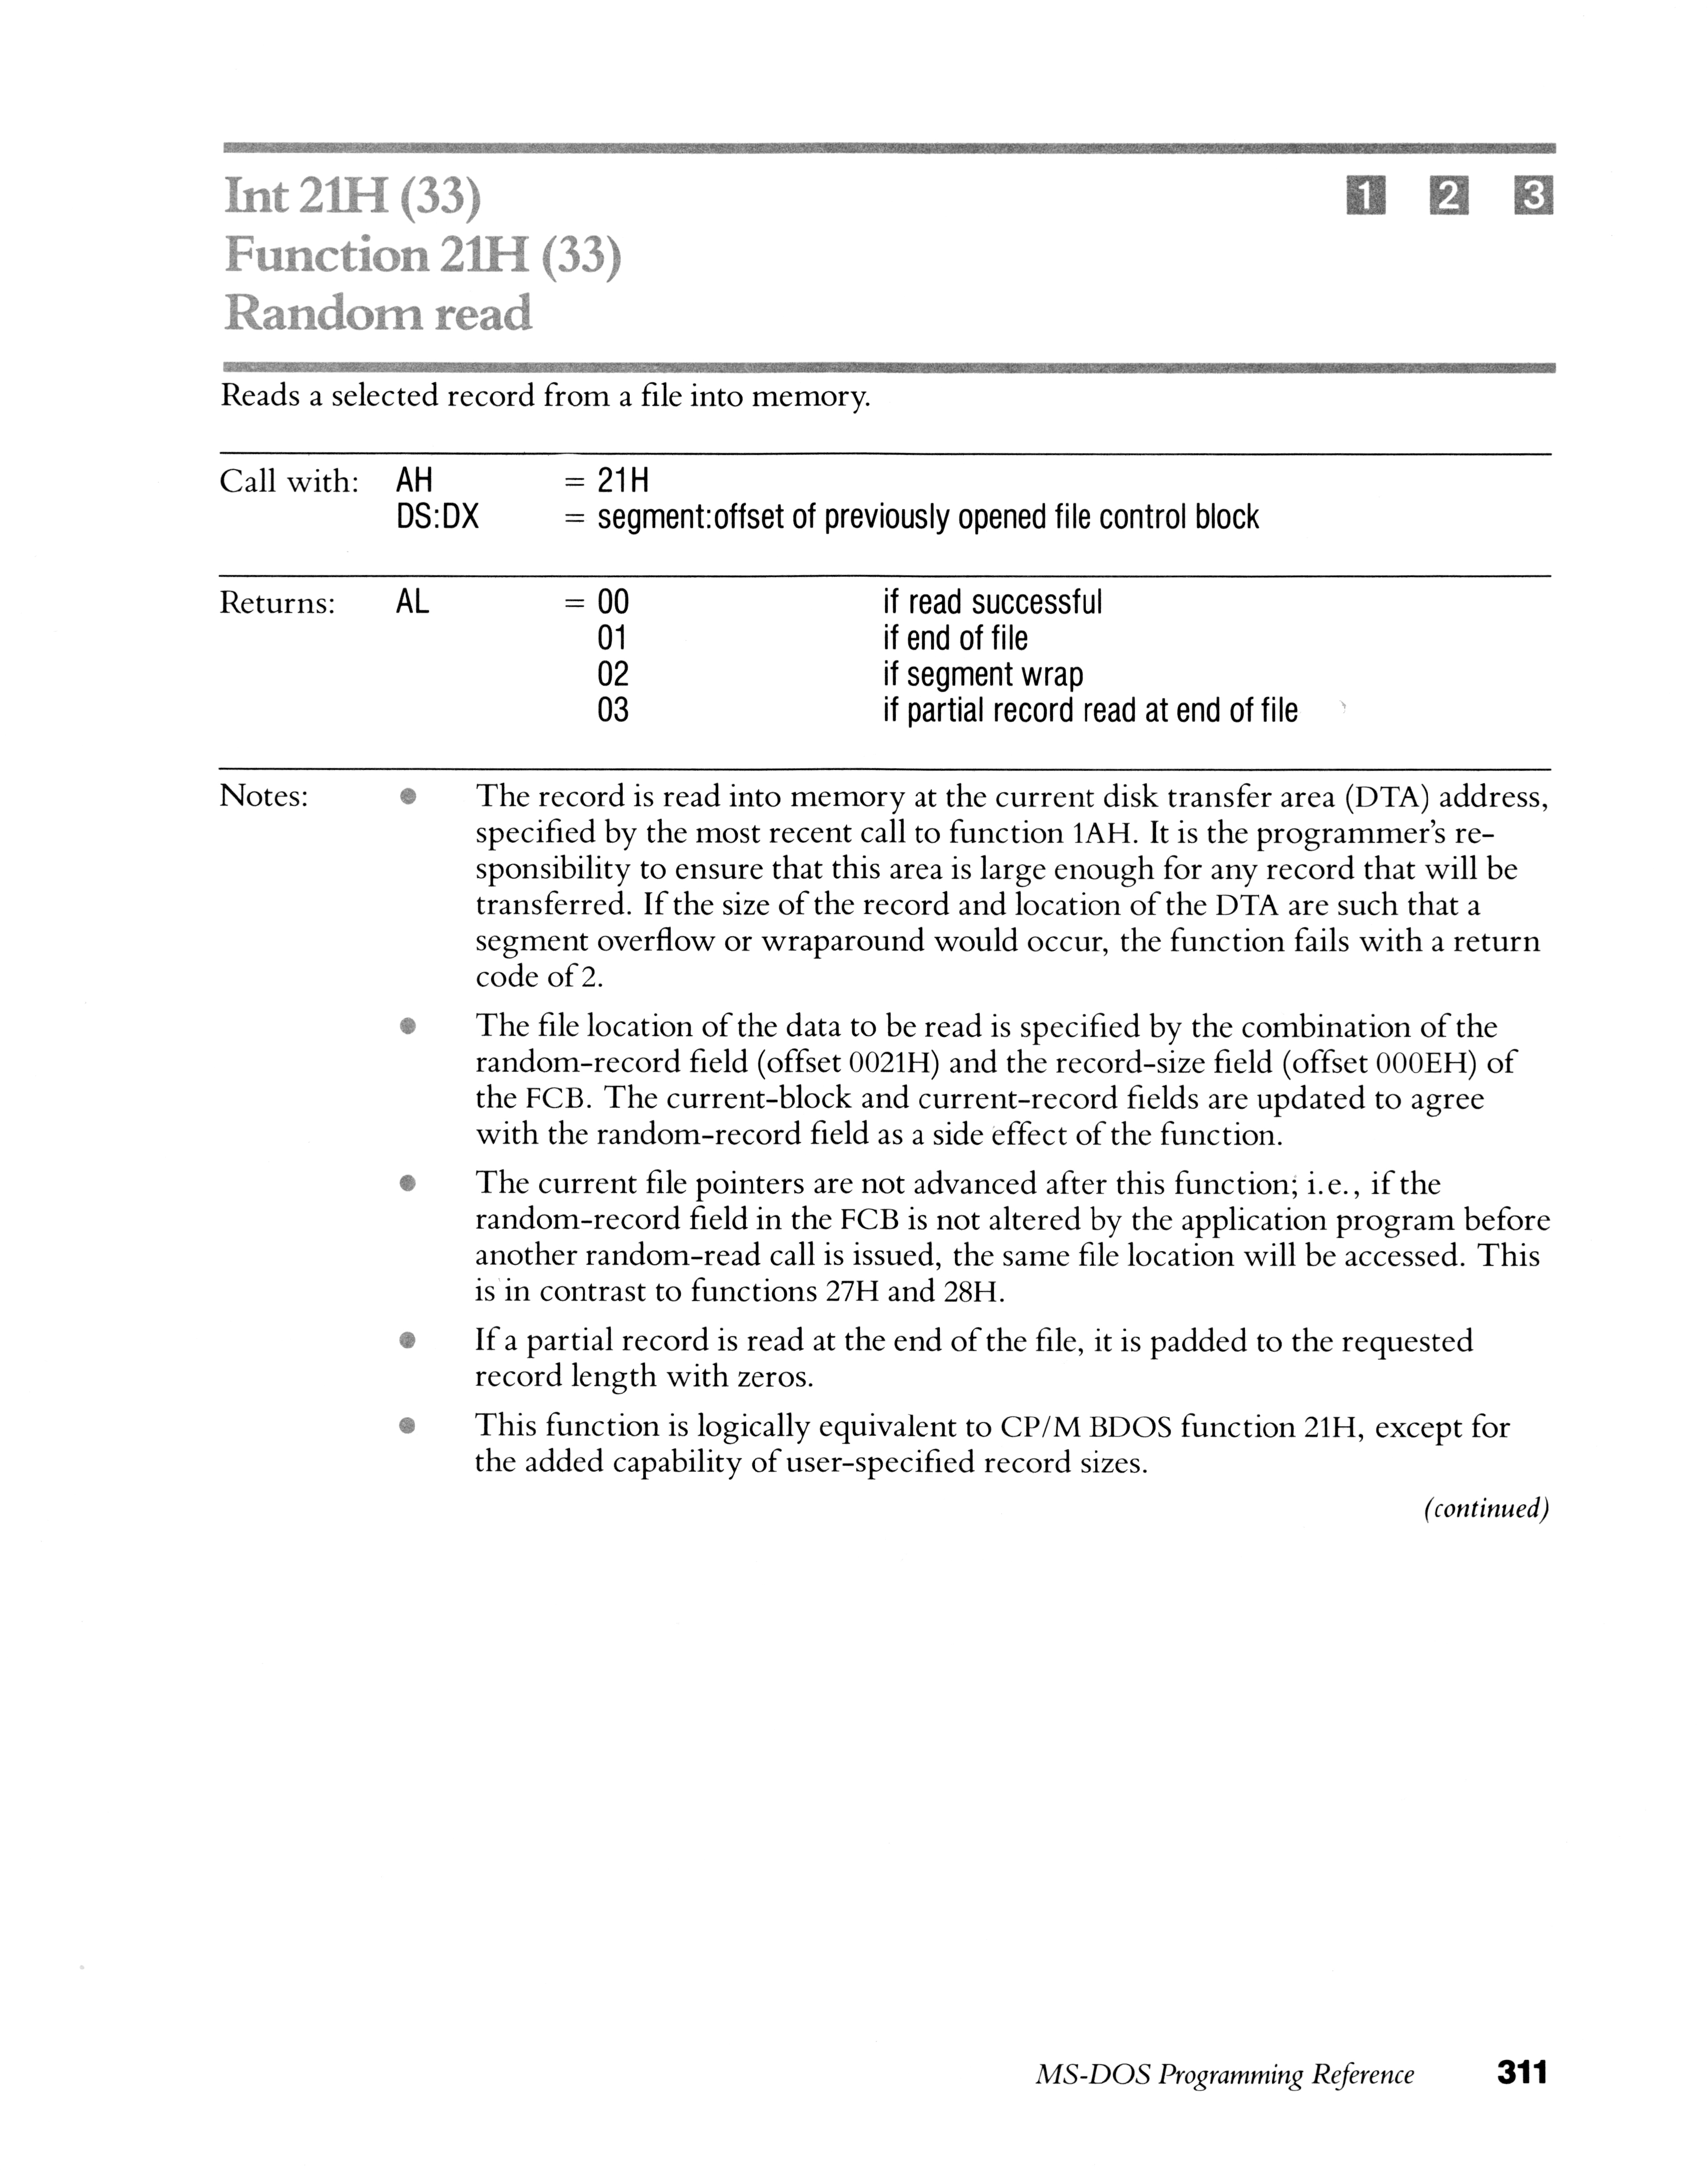 Int 21H (33)
1 2 3
Function 21H (33)
Random read
Reads a selected record from a file into memory.
Call with: AH = 21H
DS:DX = segment:offset of previously opened file control block
Returns: AL = 00 if read successful
01 if end of file
02 if segment wrap
03 if partial record read at end of file
Notes: ● The record is read into memory at the current disk transfer area (DTA) address,
specified by the most recent call to function 1AH. It is the programmer’s re-
sponsibility to ensure that this area is large enough for any record that will be
transferred. If the size of the record and location of the DTA are such that a
segment overflow or wraparound would occur, the function fails with a return
code of 2.
● The file location of the data to be read is specified by the combination of the
random-record field (offset 0021H) and the record-size field (offset 000EH) of
the FCB. The current-block and current-record fields are updated to agree
with the random-record field as a side effect of the function.
● The current file pointers are not advanced after this function; i.e., if the
random-record field in the FCB is not altered by the application program before
another random-read call is issued, the same file location will be accessed. This
is in contrast to functions 27H and 28H.
● If a partial record is read at the end of the file, it is padded to the requested
record length with zeros.
● This function is logically equivalent to CP/M BDOS function 21H, except for
the added capability of user-specified record sizes.
(continued)
MS-DOS Programming Reference 311